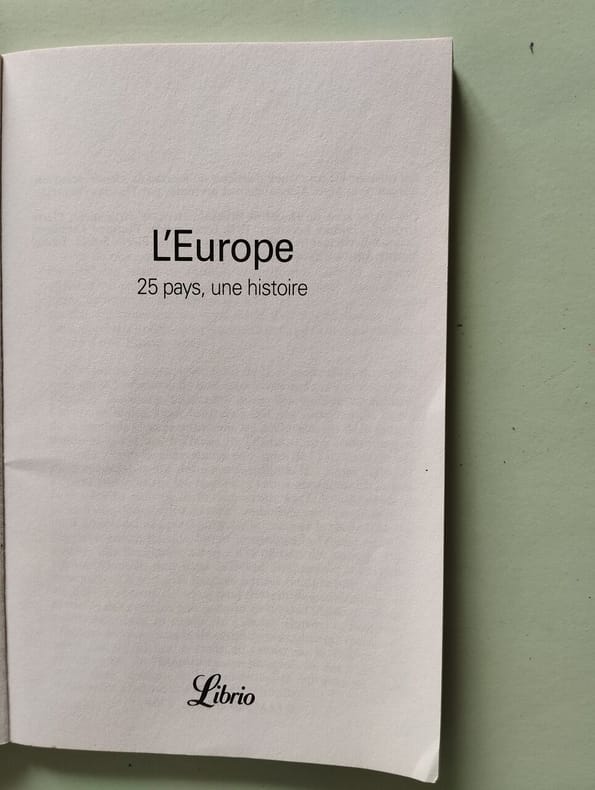 L'Europe
25 pays, une histoire
Librio